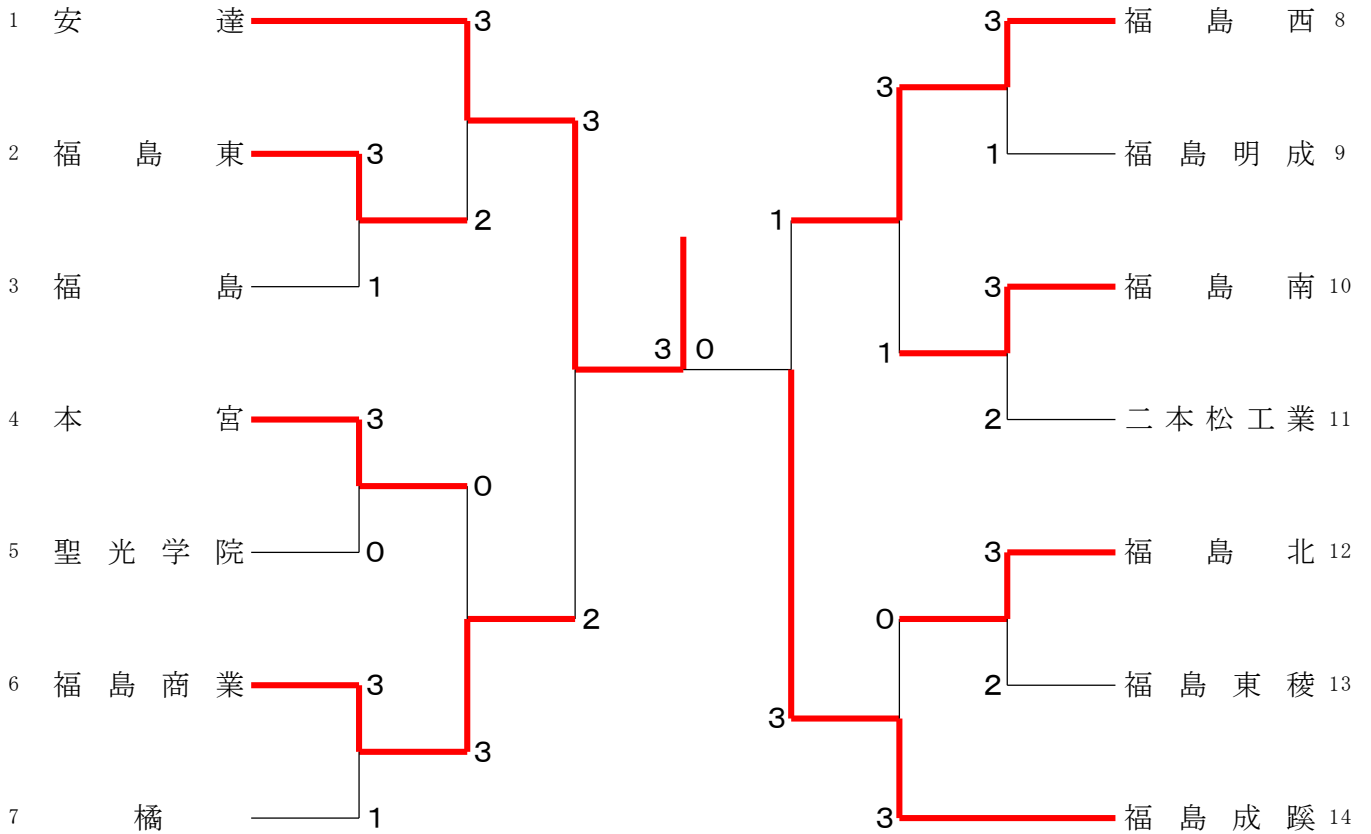 1 安達 3 3 福島西 8
3 3
2 福島東 3 1 福島明成 9
2 1
3 福島 1 3 福島南 10
3 0 1
4 本宮 3 2 二本松工業 11
0
5 聖光学院 0 3 福島北 12
2 0
6 福島商業 3 2 福島東稜 13
3 3
7 橘 1 3 福島成蹊 14